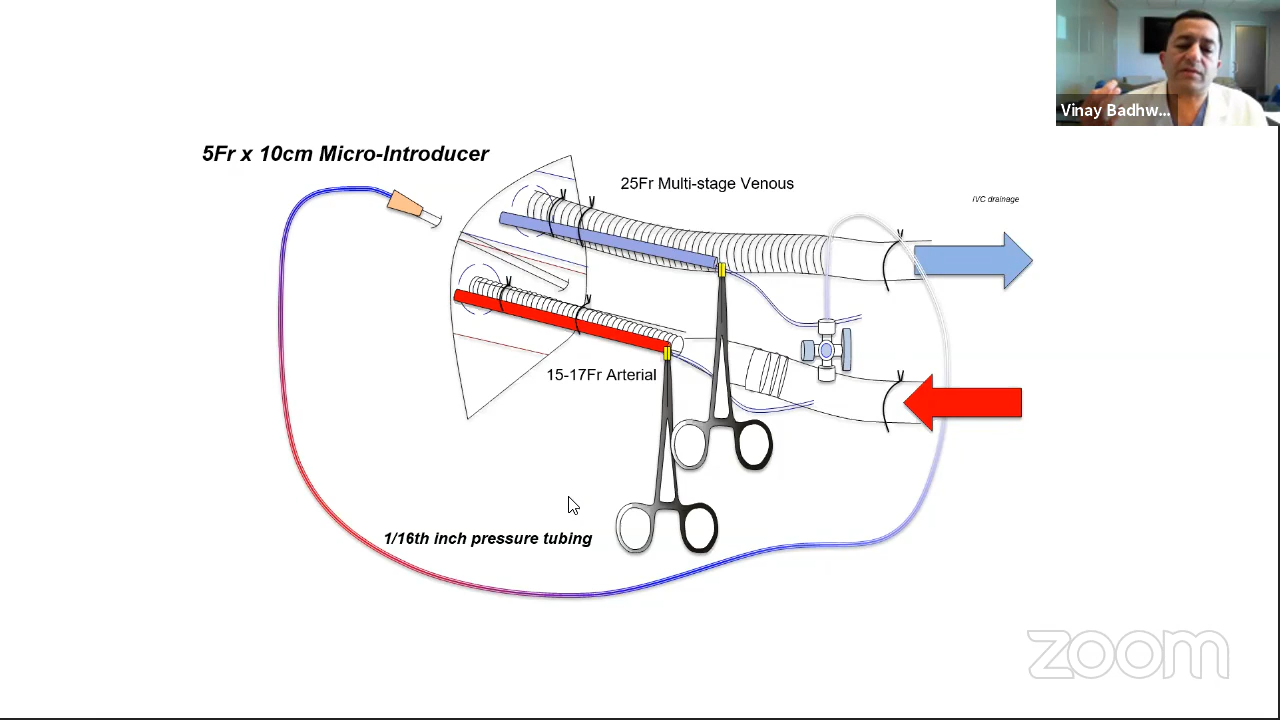 Vinay Badhw...
5Fr x 10cm Micro-Introducer
25Fr Multi-stage Venous
IVC drainage
15-17Fr Arterial
1/16th inch pressure tubing
zoom